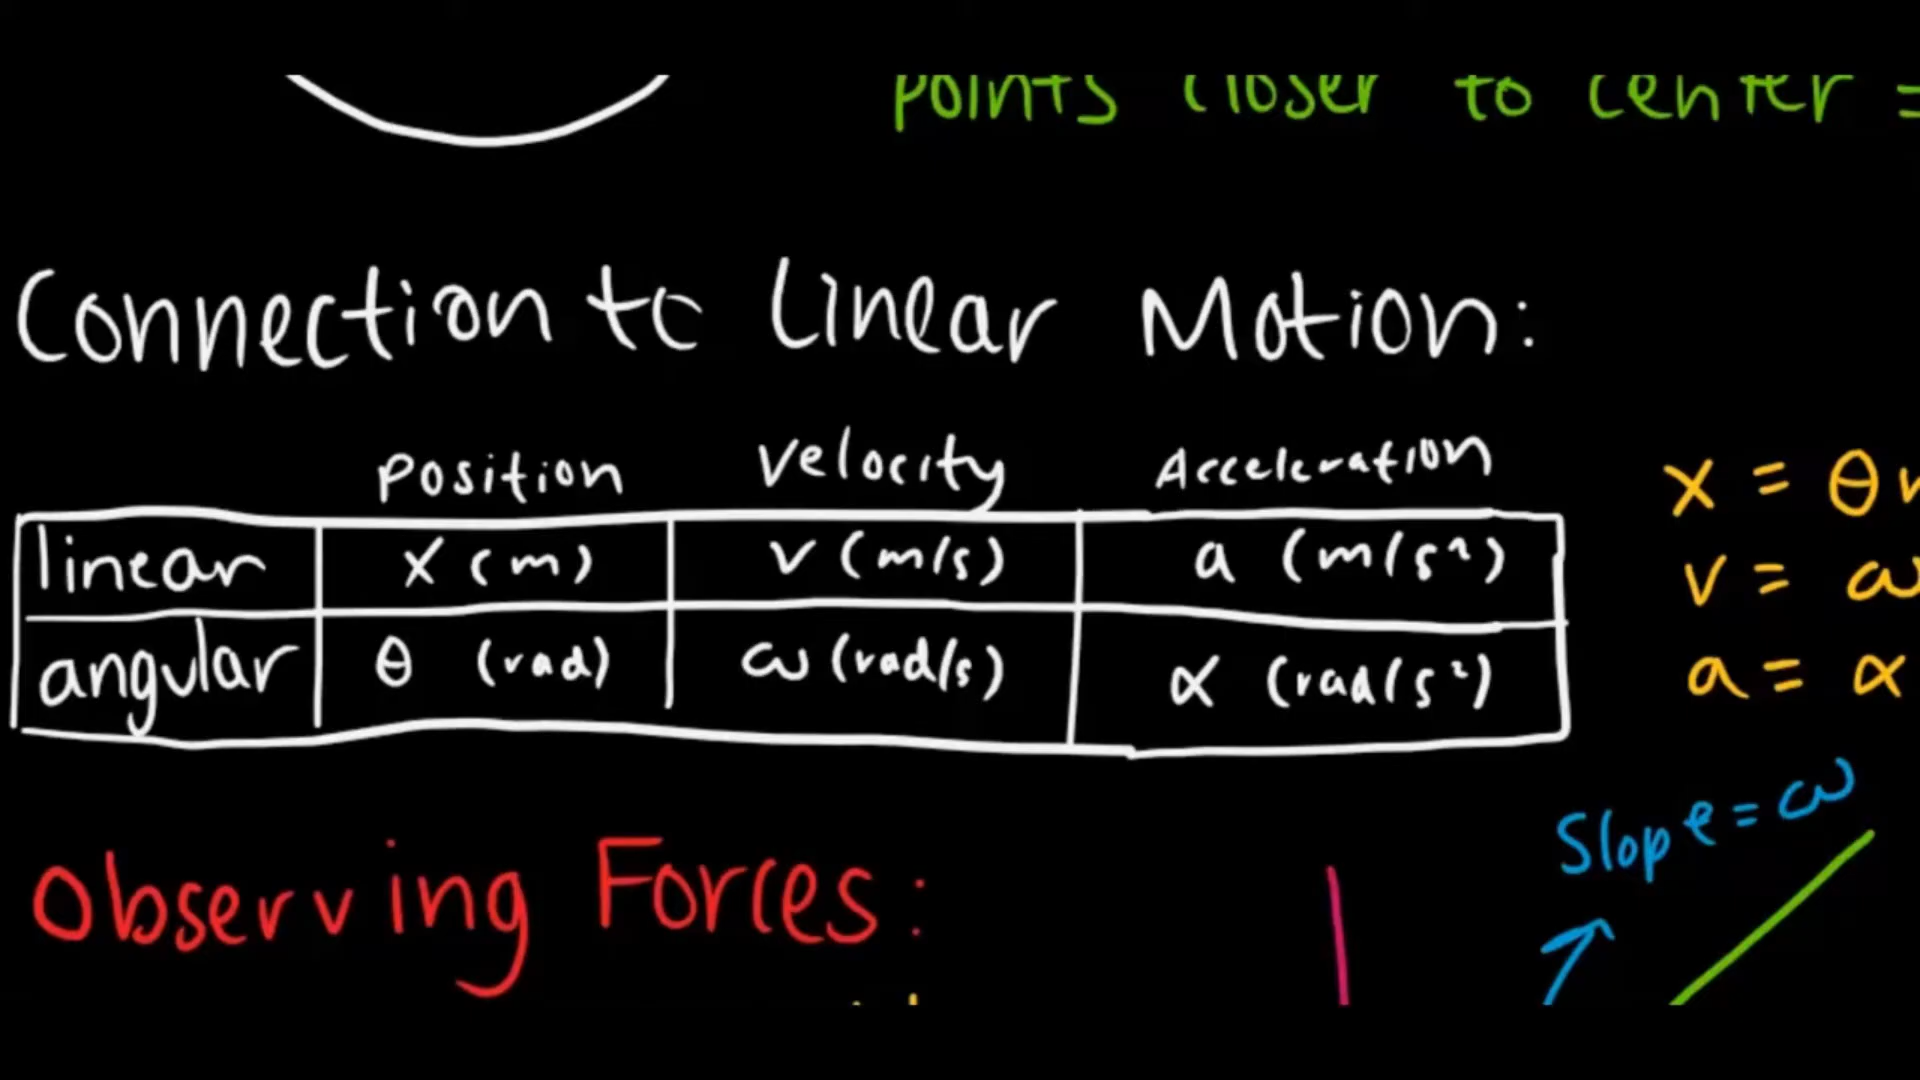 points closer to center =
Connection to Linear Motion:
position velocity Acceleration
linear x (m) v (m/s) a (m/s²)
angular θ (rad) ω (rad/s) α (rad/s²)
x = θr
v = ω
a = α
Slope = ω
Observing Forces: